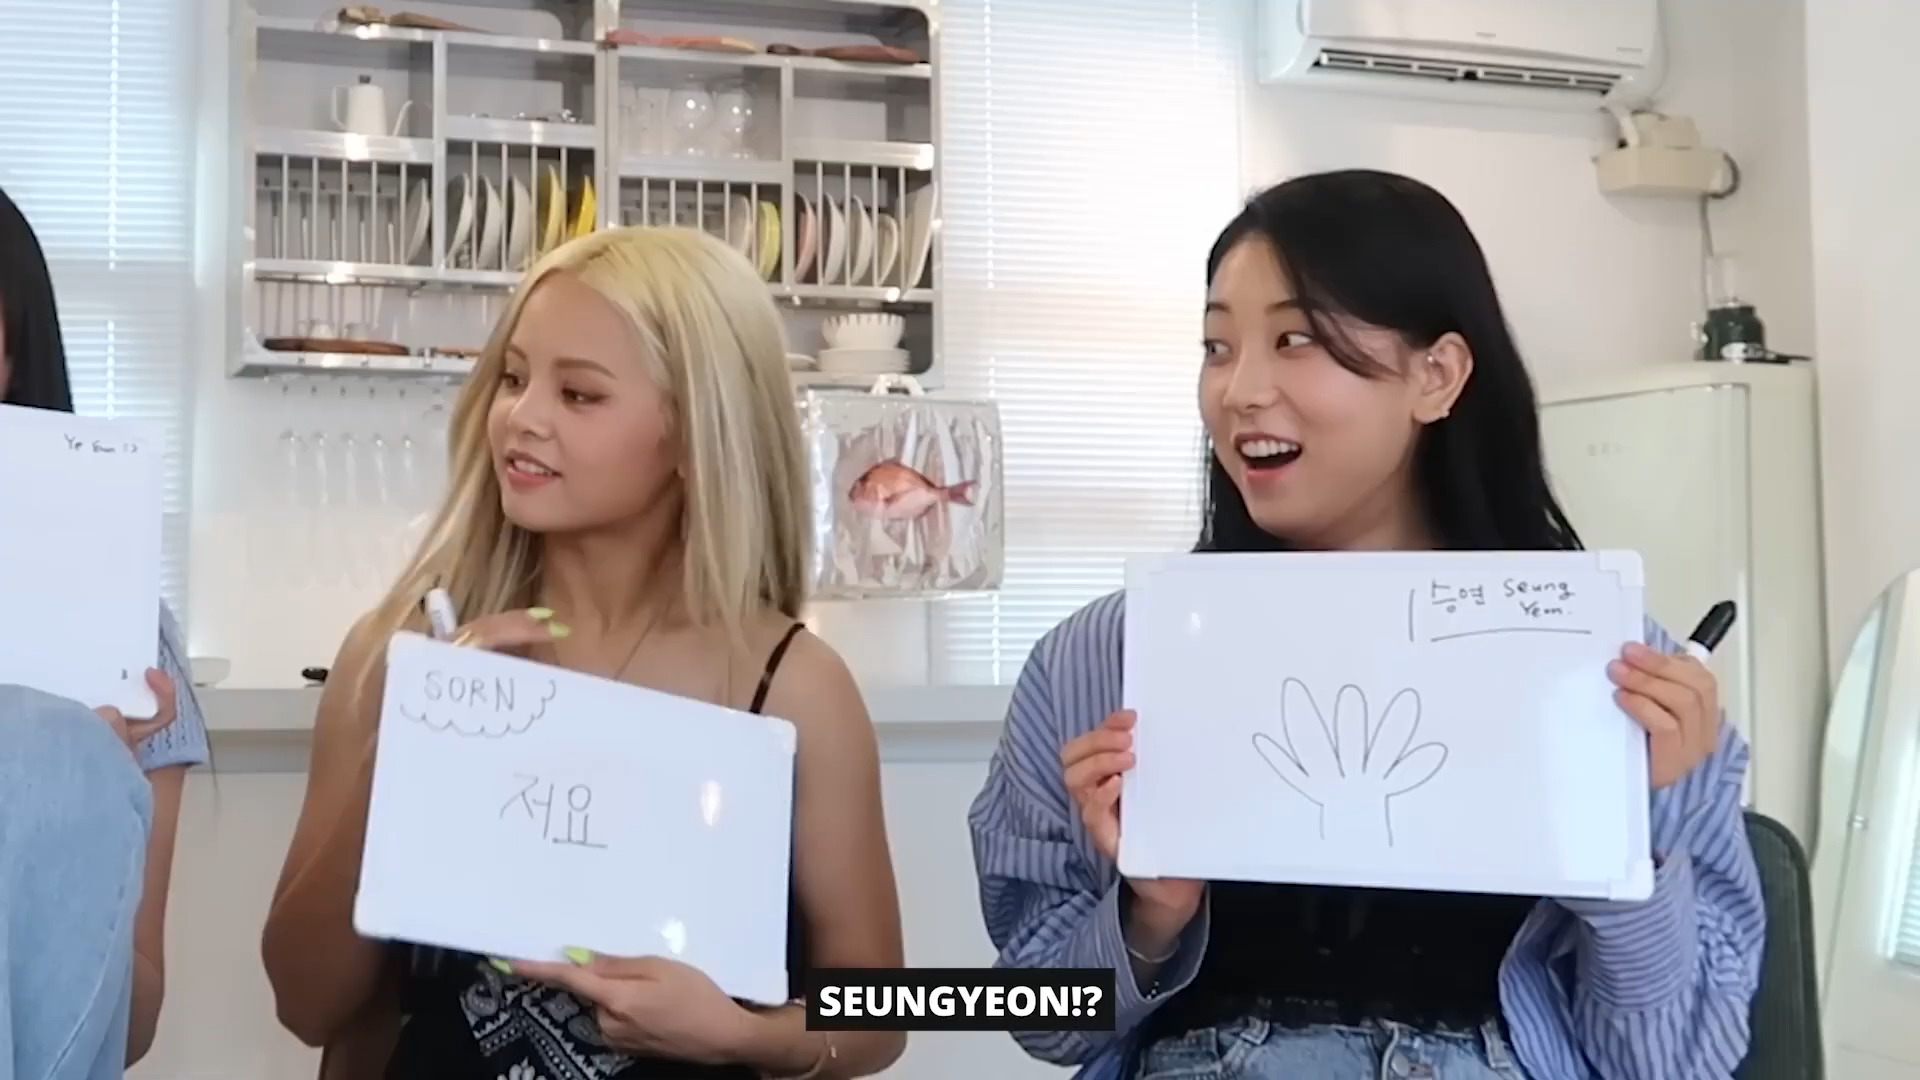 Ye Eun :)
SORN
저요
승연 Seung
Yeon.
SEUNGYEON!?